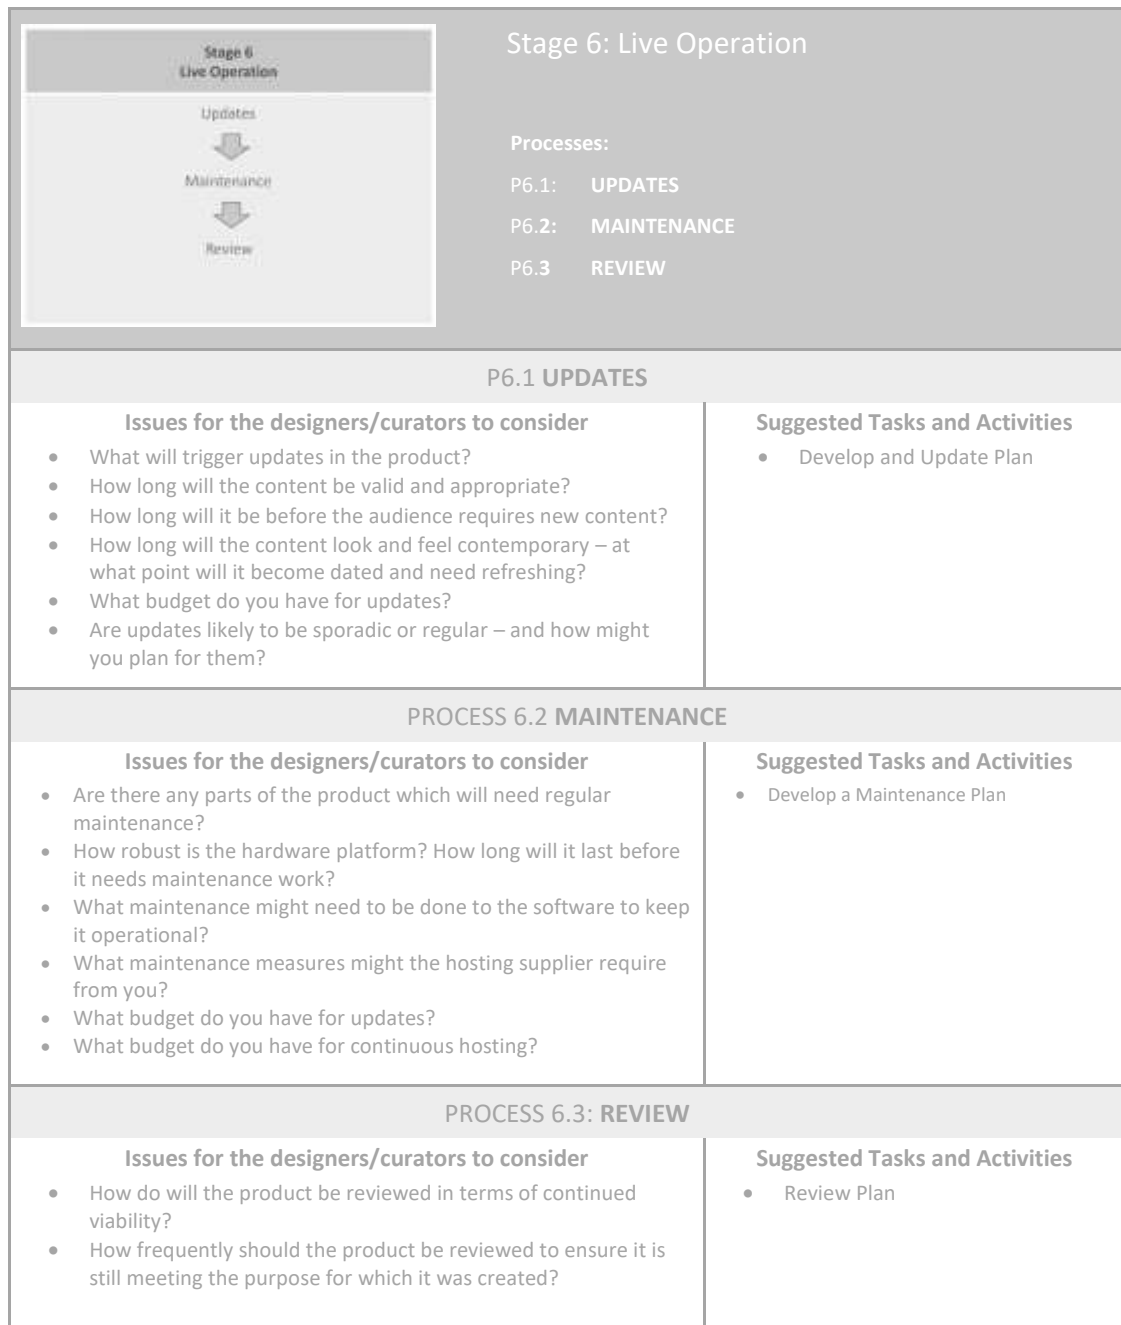 Stage 6
Live Operation
Updates
Maintenance
Review
Stage 6: Live Operation
Processes:
P6.1: UPDATES
P6.2: MAINTENANCE
P6.3 REVIEW
P6.1 UPDATES
Issues for the designers/curators to consider
• What will trigger updates in the product?
• How long will the content be valid and appropriate?
• How long will it be before the audience requires new content?
• How long will the content look and feel contemporary – at
what point will it become dated and need refreshing?
• What budget do you have for updates?
• Are updates likely to be sporadic or regular – and how might
you plan for them?
Suggested Tasks and Activities
• Develop and Update Plan
PROCESS 6.2 MAINTENANCE
Issues for the designers/curators to consider
• Are there any parts of the product which will need regular
maintenance?
• How robust is the hardware platform? How long will it last before
it needs maintenance work?
• What maintenance might need to be done to the software to keep
it operational?
• What maintenance measures might the hosting supplier require
from you?
• What budget do you have for updates?
• What budget do you have for continuous hosting?
Suggested Tasks and Activities
• Develop a Maintenance Plan
PROCESS 6.3: REVIEW
Issues for the designers/curators to consider
• How do will the product be reviewed in terms of continued
viability?
• How frequently should the product be reviewed to ensure it is
still meeting the purpose for which it was created?
Suggested Tasks and Activities
• Review Plan